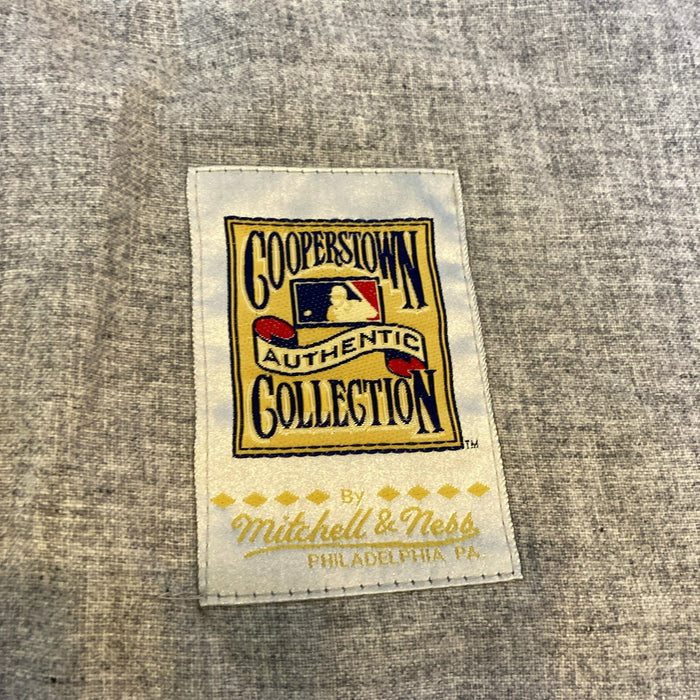 COOPERSTOWN
AUTHENTIC
COLLECTION
TM
By
Mitchell & Ness
PHILADELPHIA PA